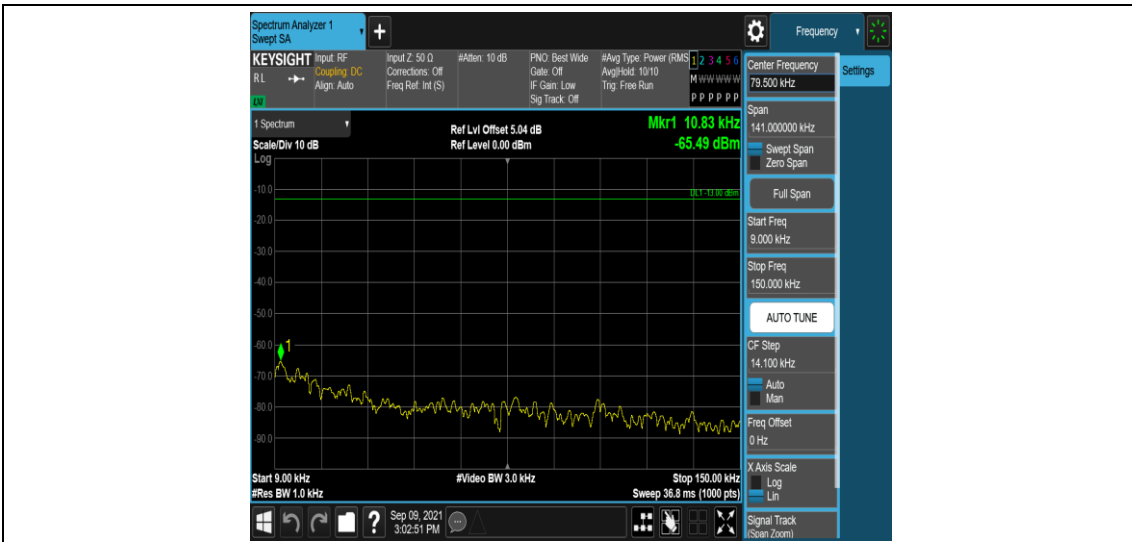 Spectrum Analyzer 1
Swept SA
+
Frequency
KEYSIGHT
RL
Input: RF
Coupling: DC
Align: Auto
Input Z: 50 Ω
Corrections: Off
Freq Ref: Int (S)
#Atten: 10 dB
PNO: Best Wide
Gate: Off
IF Gain: Low
Sig Track: Off
#Avg Type: Power (RMS
Avg|Hold: 10/10
Trig: Free Run
1 2 3 4 5 6
M W W W W W
P P P P P P
1 Spectrum
Scale/Div 10 dB
Log
Ref Lvl Offset 5.04 dB
Ref Level 0.00 dBm
Mkr1 10.83 kHz
-65.49 dBm
DL1 -13.00 dBm
-10.0
-20.0
-30.0
-40.0
-50.0
-60.0
1
-70.0
-80.0
-90.0
Start 9.00 kHz
#Res BW 1.0 kHz
#Video BW 3.0 kHz
Stop 150.00 kHz
Sweep 36.8 ms (1000 pts)
?
Sep 09, 2021
3:02:51 PM
Center Frequency
79.500 kHz
Settings
Span
141.000000 kHz
Swept Span
Zero Span
Full Span
Start Freq
9.000 kHz
Stop Freq
150.000 kHz
AUTO TUNE
CF Step
14.100 kHz
Auto
Man
Freq Offset
0 Hz
X Axis Scale
Log
Lin
Signal Track
(Span Zoom)